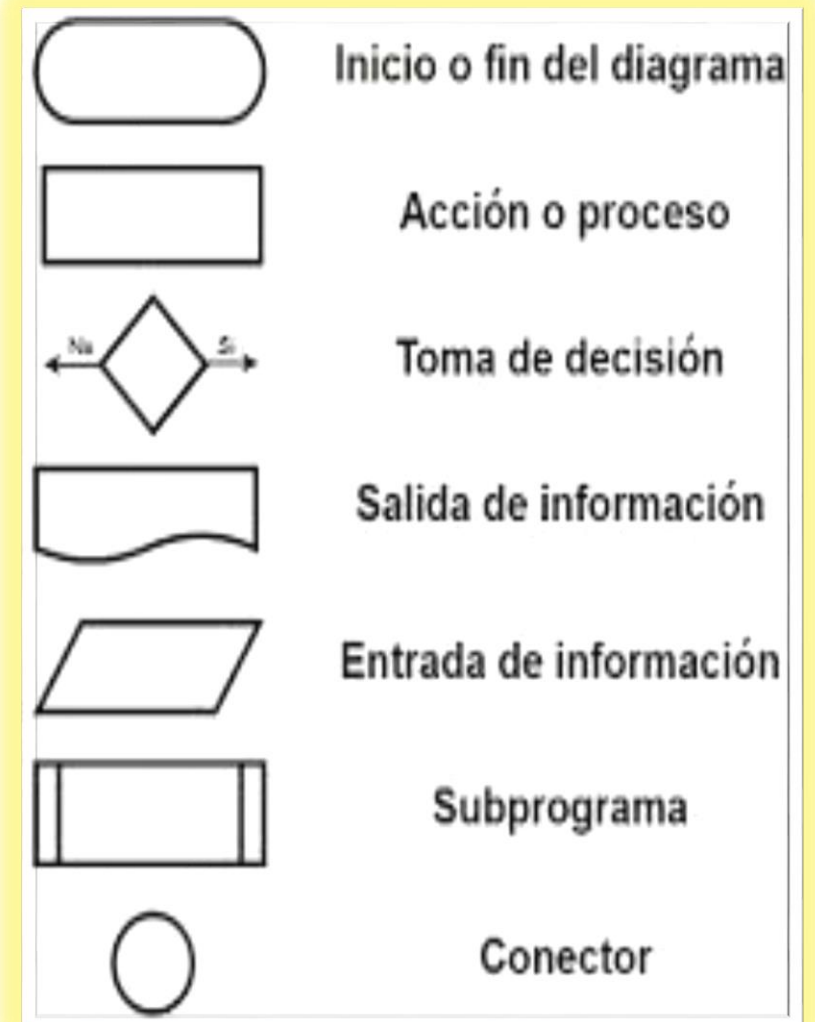 Inicio o fin del diagrama
Acción o proceso
No
Si
Toma de decisión
Salida de información
Entrada de información
Subprograma
Conector